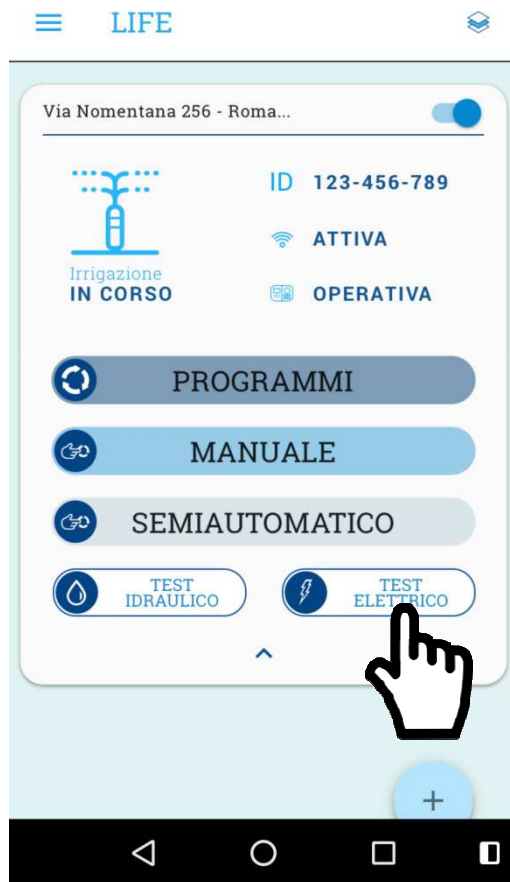 LIFE
Via Nomentana 256 - Roma...
ID 123-456-789
ATTIVA
Irrigazione
IN CORSO
OPERATIVA
PROGRAMMI
MANUALE
SEMIAUTOMATICO
TEST
IDRAULICO
TEST
ELETTRICO
+